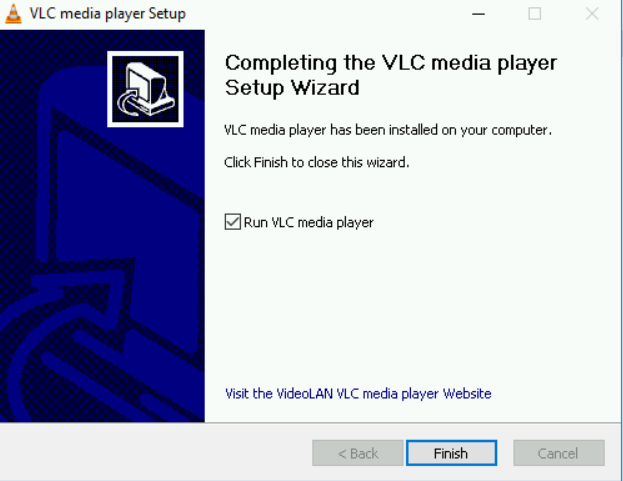 VLC media player Setup
Completing the VLC media player
Setup Wizard
VLC media player has been installed on your computer.
Click Finish to close this wizard.
Run VLC media player
Visit the VideoLAN VLC media player Website
< Back
Finish
Cancel